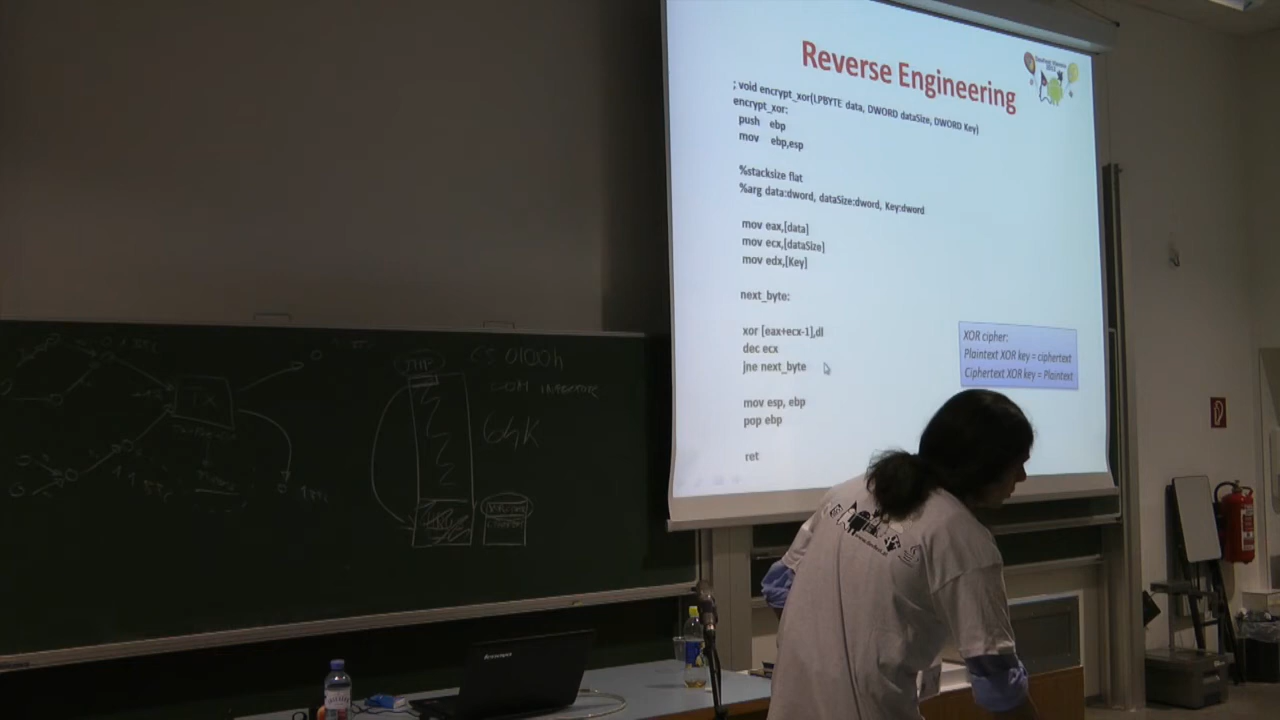 Reverse Engineering
; void encrypt_xor(LPBYTE data, DWORD dataSize, DWORD Key)
encrypt_xor:
push ebp
mov ebp,esp
%stacksize flat
%arg data:dword, dataSize:dword, Key:dword
mov eax,[data]
mov ecx,[dataSize]
mov edx,[Key]
next_byte:
xor [eax+ecx-1],dl
dec ecx
jne next_byte
mov esp, ebp
pop ebp
ret
XOR cipher:
Plaintext XOR key = ciphertext
Ciphertext XOR key = Plaintext
JMP
CS 0100h
COM
64K
TX
lenovo